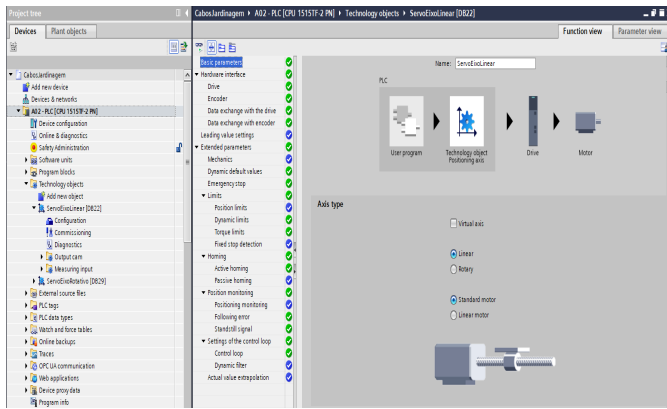 Project tree
CabosJardinagem ▸ A02 - PLC [CPU 1515TF-2 PN] ▸ Technology objects ▸ ServoEixoLinear [DB22]
Devices
Plant objects
Function view
Parameter view
CabosJardinagem
Add new device
Devices & networks
A02 - PLC [CPU 1515TF-2 PN]
Device configuration
Online & diagnostics
Safety Administration
Software units
Program blocks
Technology objects
Add new object
ServoEixoLinear [DB22]
Configuration
Commissioning
Diagnostics
Output cam
Measuring input
ServoEixoRotativo [DB29]
External source files
PLC tags
PLC data types
Watch and force tables
Online backups
Traces
OPC UA communication
Web applications
Device proxy data
Program info
Basic parameters
Hardware interface
Drive
Encoder
Data exchange with the drive
Data exchange with encoder
Leading value settings
Extended parameters
Mechanics
Dynamic default values
Emergency stop
Limits
Position limits
Dynamic limits
Torque limits
Fixed stop detection
Homing
Active homing
Passive homing
Position monitoring
Positioning monitoring
Following error
Standstill signal
Settings of the control loop
Control loop
Dynamic filter
Actual value extrapolation
Name: ServoEixoLinear
PLC
User program
Technology object
Positioning axis
Drive
Motor
Axis type
Virtual axis
Linear
Rotary
Standard motor
Linear motor